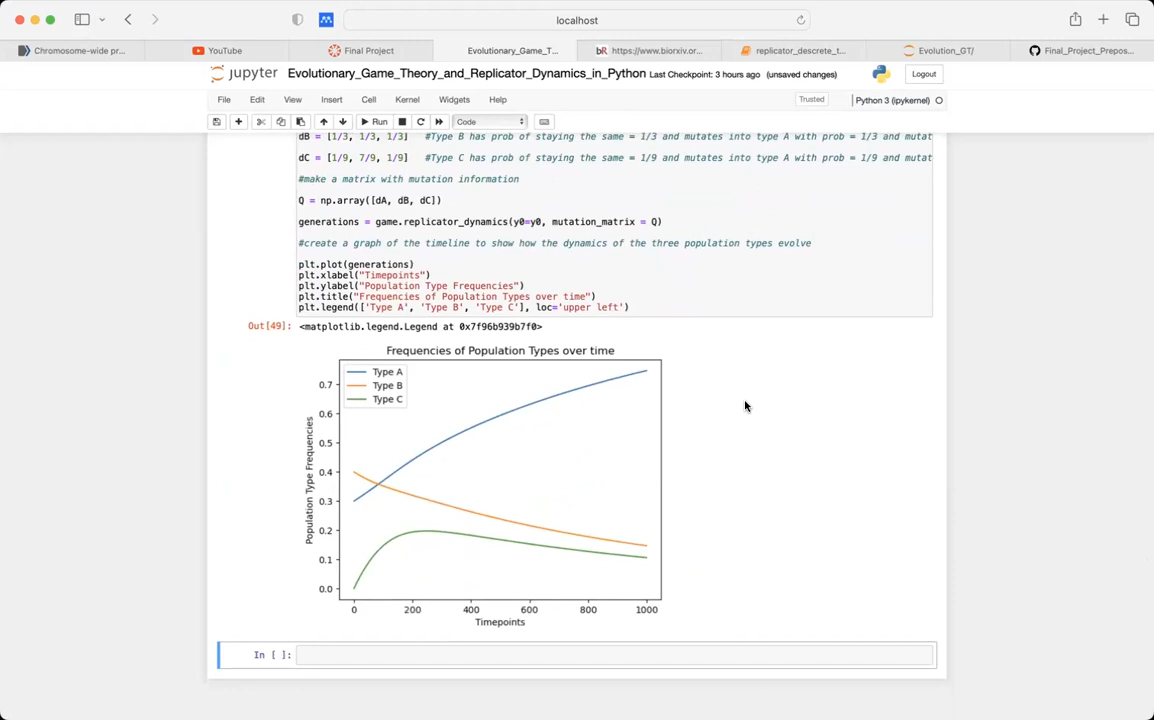 localhost
Chromosome-wide pr...
YouTube
Final Project
Evolutionary_Game_T...
bR https://www.biorxiv.or...
replicator_descrete_t...
Evolution_GT/
Final_Project_Prepos...
jupyter Evolutionary_Game_Theory_and_Replicator_Dynamics_in_Python Last Checkpoint: 3 hours ago (unsaved changes)
Logout
File Edit View Insert Cell Kernel Widgets Help
Trusted
Python 3 (ipykernel)
Run
Code
dB = [1/3, 1/3, 1/3] #Type B has prob of staying the same = 1/3 and mutates into type A with prob = 1/3 and mutat
dC = [1/9, 7/9, 1/9] #Type C has prob of staying the same = 1/9 and mutates into type A with prob = 1/9 and mutat
#make a matrix with mutation information
Q = np.array([dA, dB, dC])
generations = game.replicator_dynamics(y0=y0, mutation_matrix = Q)
#create a graph of the timeline to show how the dynamics of the three population types evolve
plt.plot(generations)
plt.xlabel("Timepoints")
plt.ylabel("Population Type Frequencies")
plt.title("Frequencies of Population Types over time")
plt.legend(['Type A', 'Type B', 'Type C'], loc='upper left')
Out[49]: <matplotlib.legend.Legend at 0x7f96b939b7f0>
Frequencies of Population Types over time
Type A
Type B
Type C
0.7
0.6
0.5
0.4
0.3
0.2
0.1
0.0
Population Type Frequencies
0 200 400 600 800 1000
Timepoints
In [ ]: